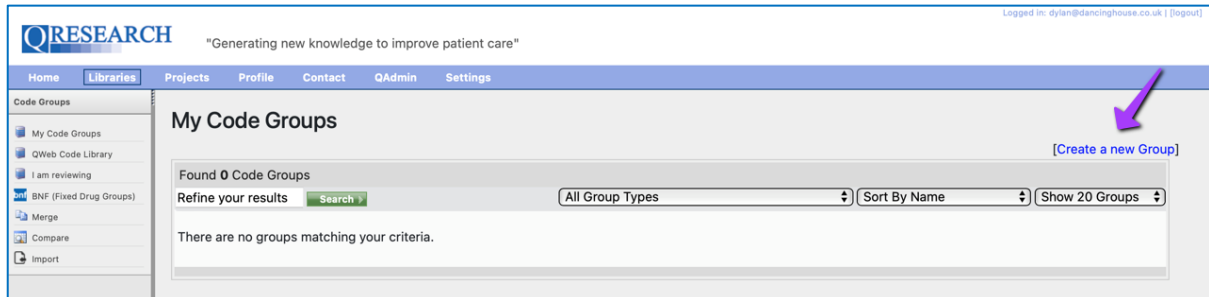 Logged in: dylan@dancinghouse.co.uk | [logout]
QRESEARCH
"Generating new knowledge to improve patient care"
Home Libraries Projects Profile Contact QAdmin Settings
Code Groups
My Code Groups
QWeb Code Library
I am reviewing
bnf BNF (Fixed Drug Groups)
Merge
Compare
Import
My Code Groups
[Create a new Group]
Found 0 Code Groups
Refine your results Search All Group Types Sort By Name Show 20 Groups
There are no groups matching your criteria.